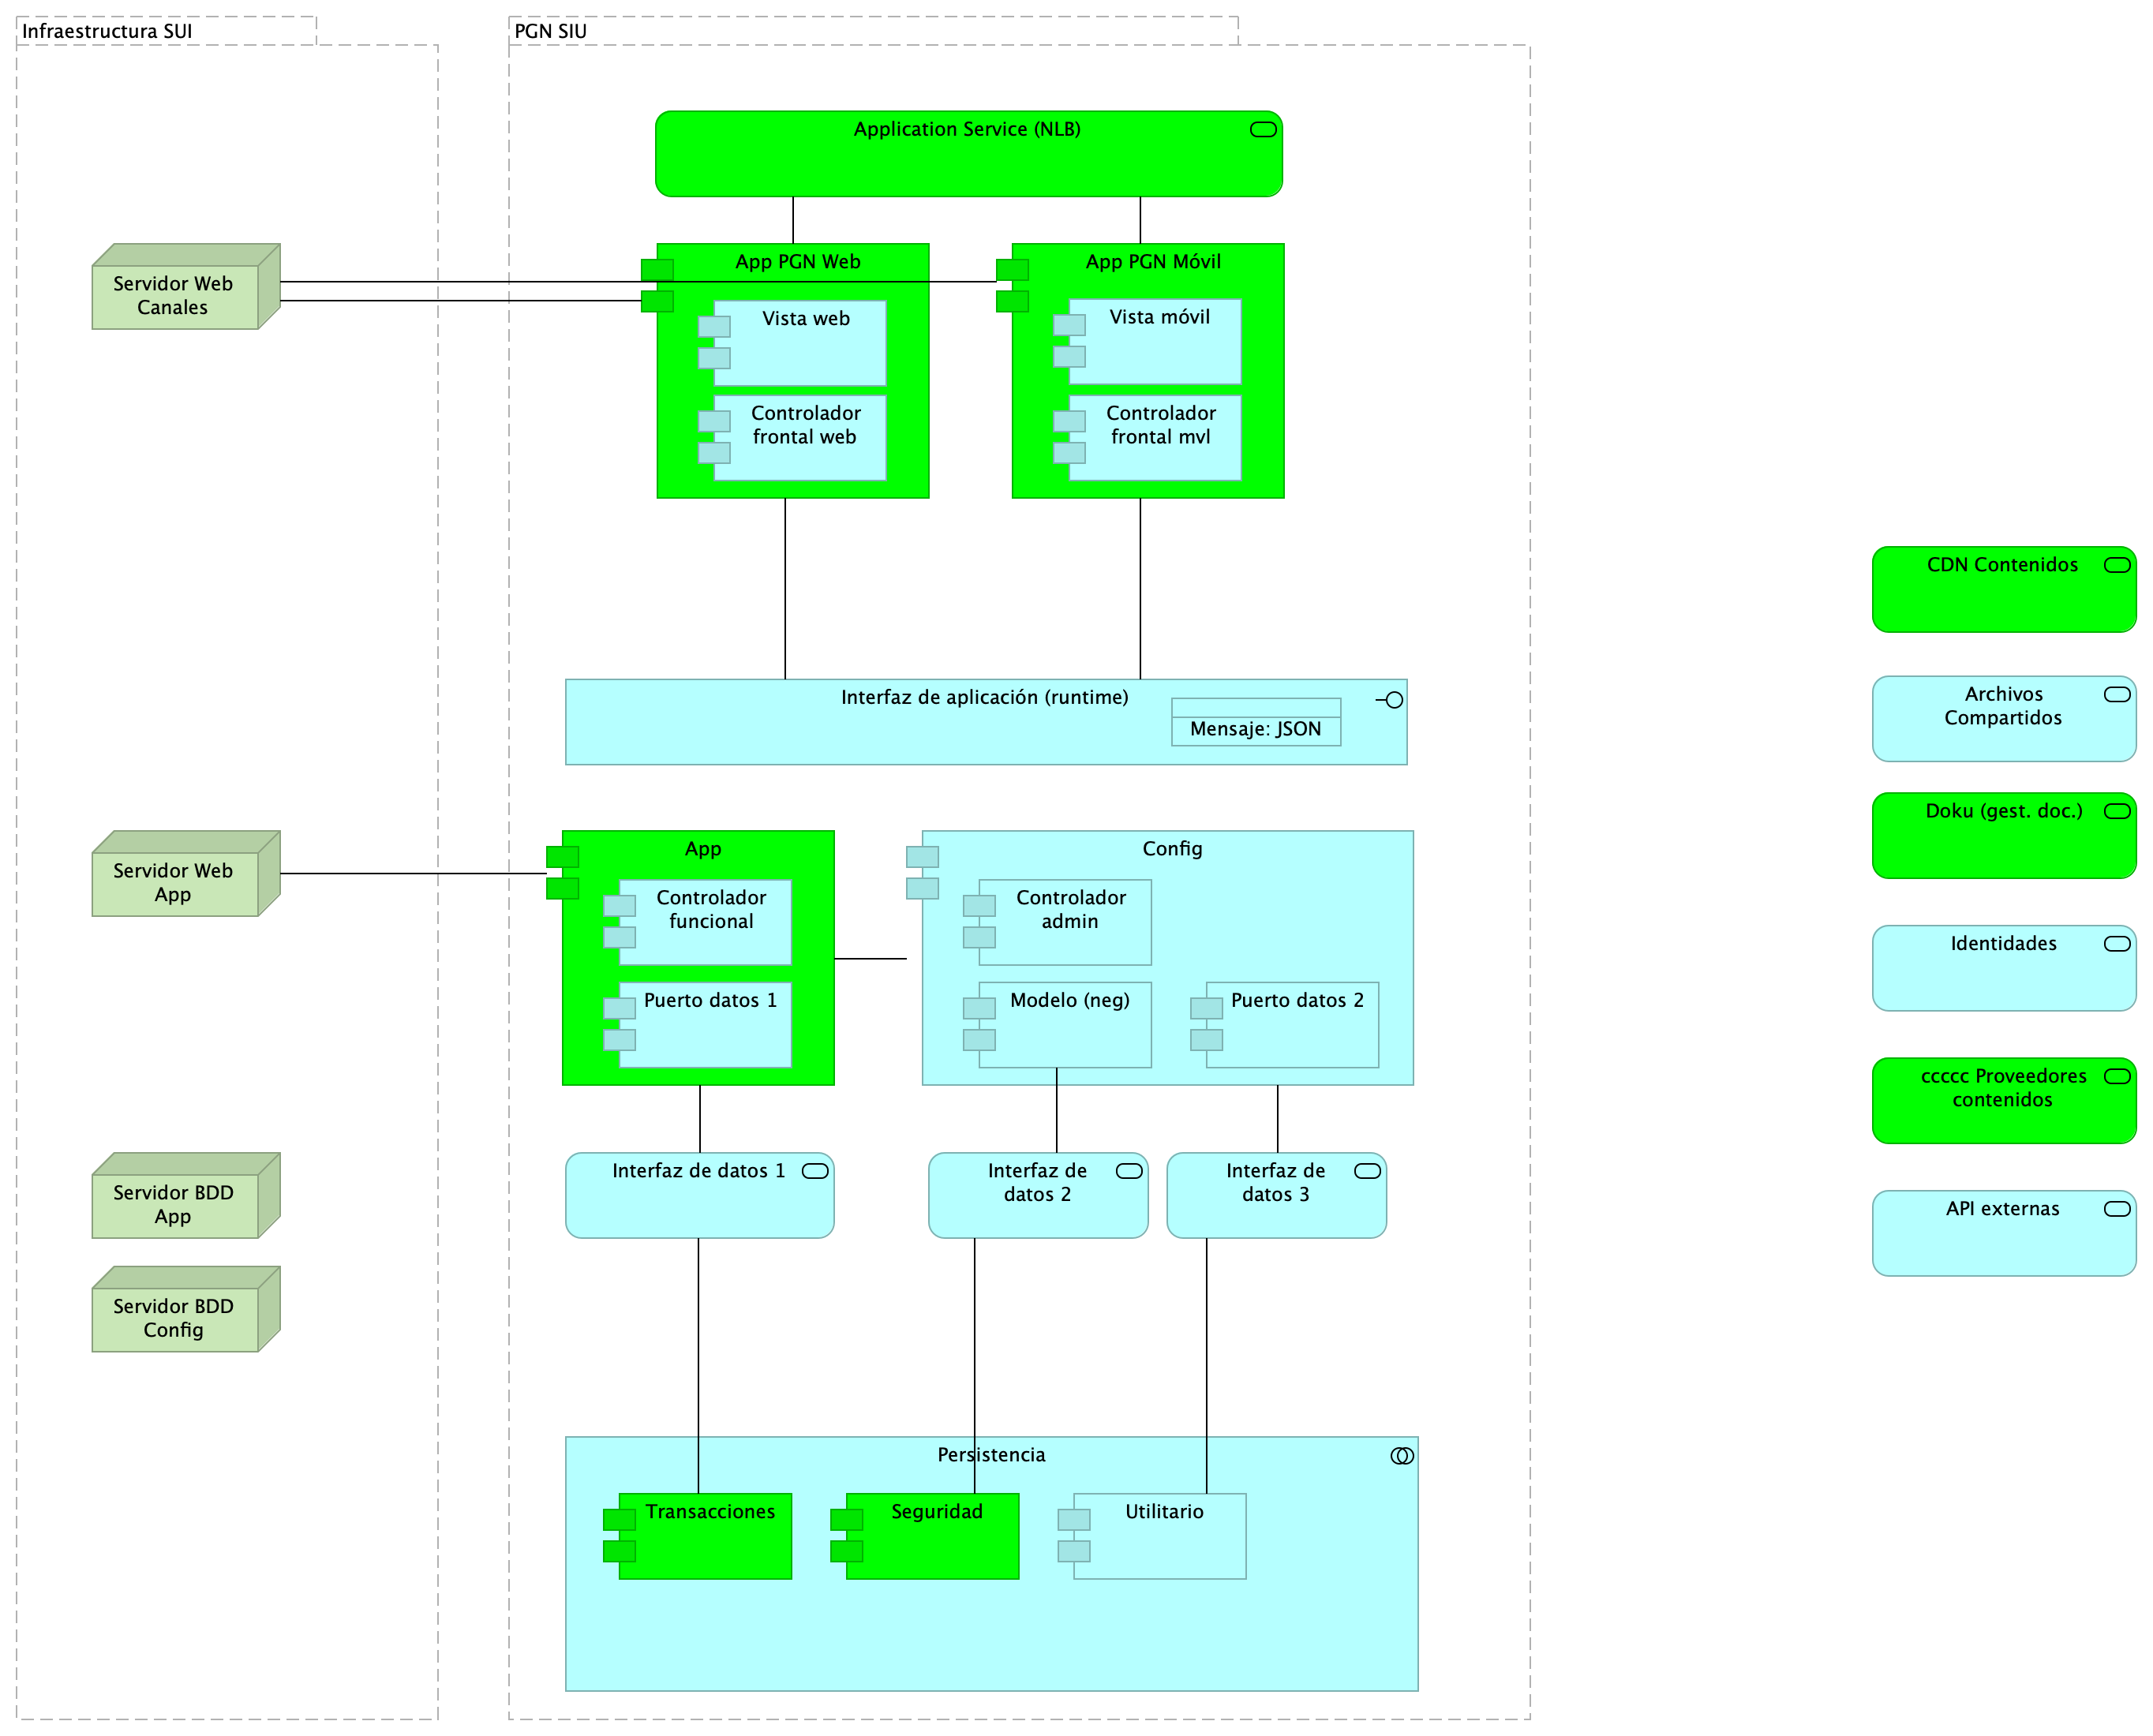 Infraestructura SUI
PGN SIU
Application Service (NLB)
Servidor Web
Canales
App PGN Web
App PGN Móvil
Vista web
Vista móvil
Controlador
frontal web
Controlador
frontal mvl
CDN Contenidos
Interfaz de aplicación (runtime)
Mensaje: JSON
Archivos
Compartidos
Servidor Web
App
App
Controlador
funcional
Puerto datos 1
Config
Controlador
admin
Modelo (neg)
Puerto datos 2
Doku (gest. doc.)
Identidades
ccccc Proveedores
contenidos
Servidor BDD
App
Interfaz de datos 1
Interfaz de
datos 2
Interfaz de
datos 3
API externas
Servidor BDD
Config
Persistencia
Transacciones
Seguridad
Utilitario